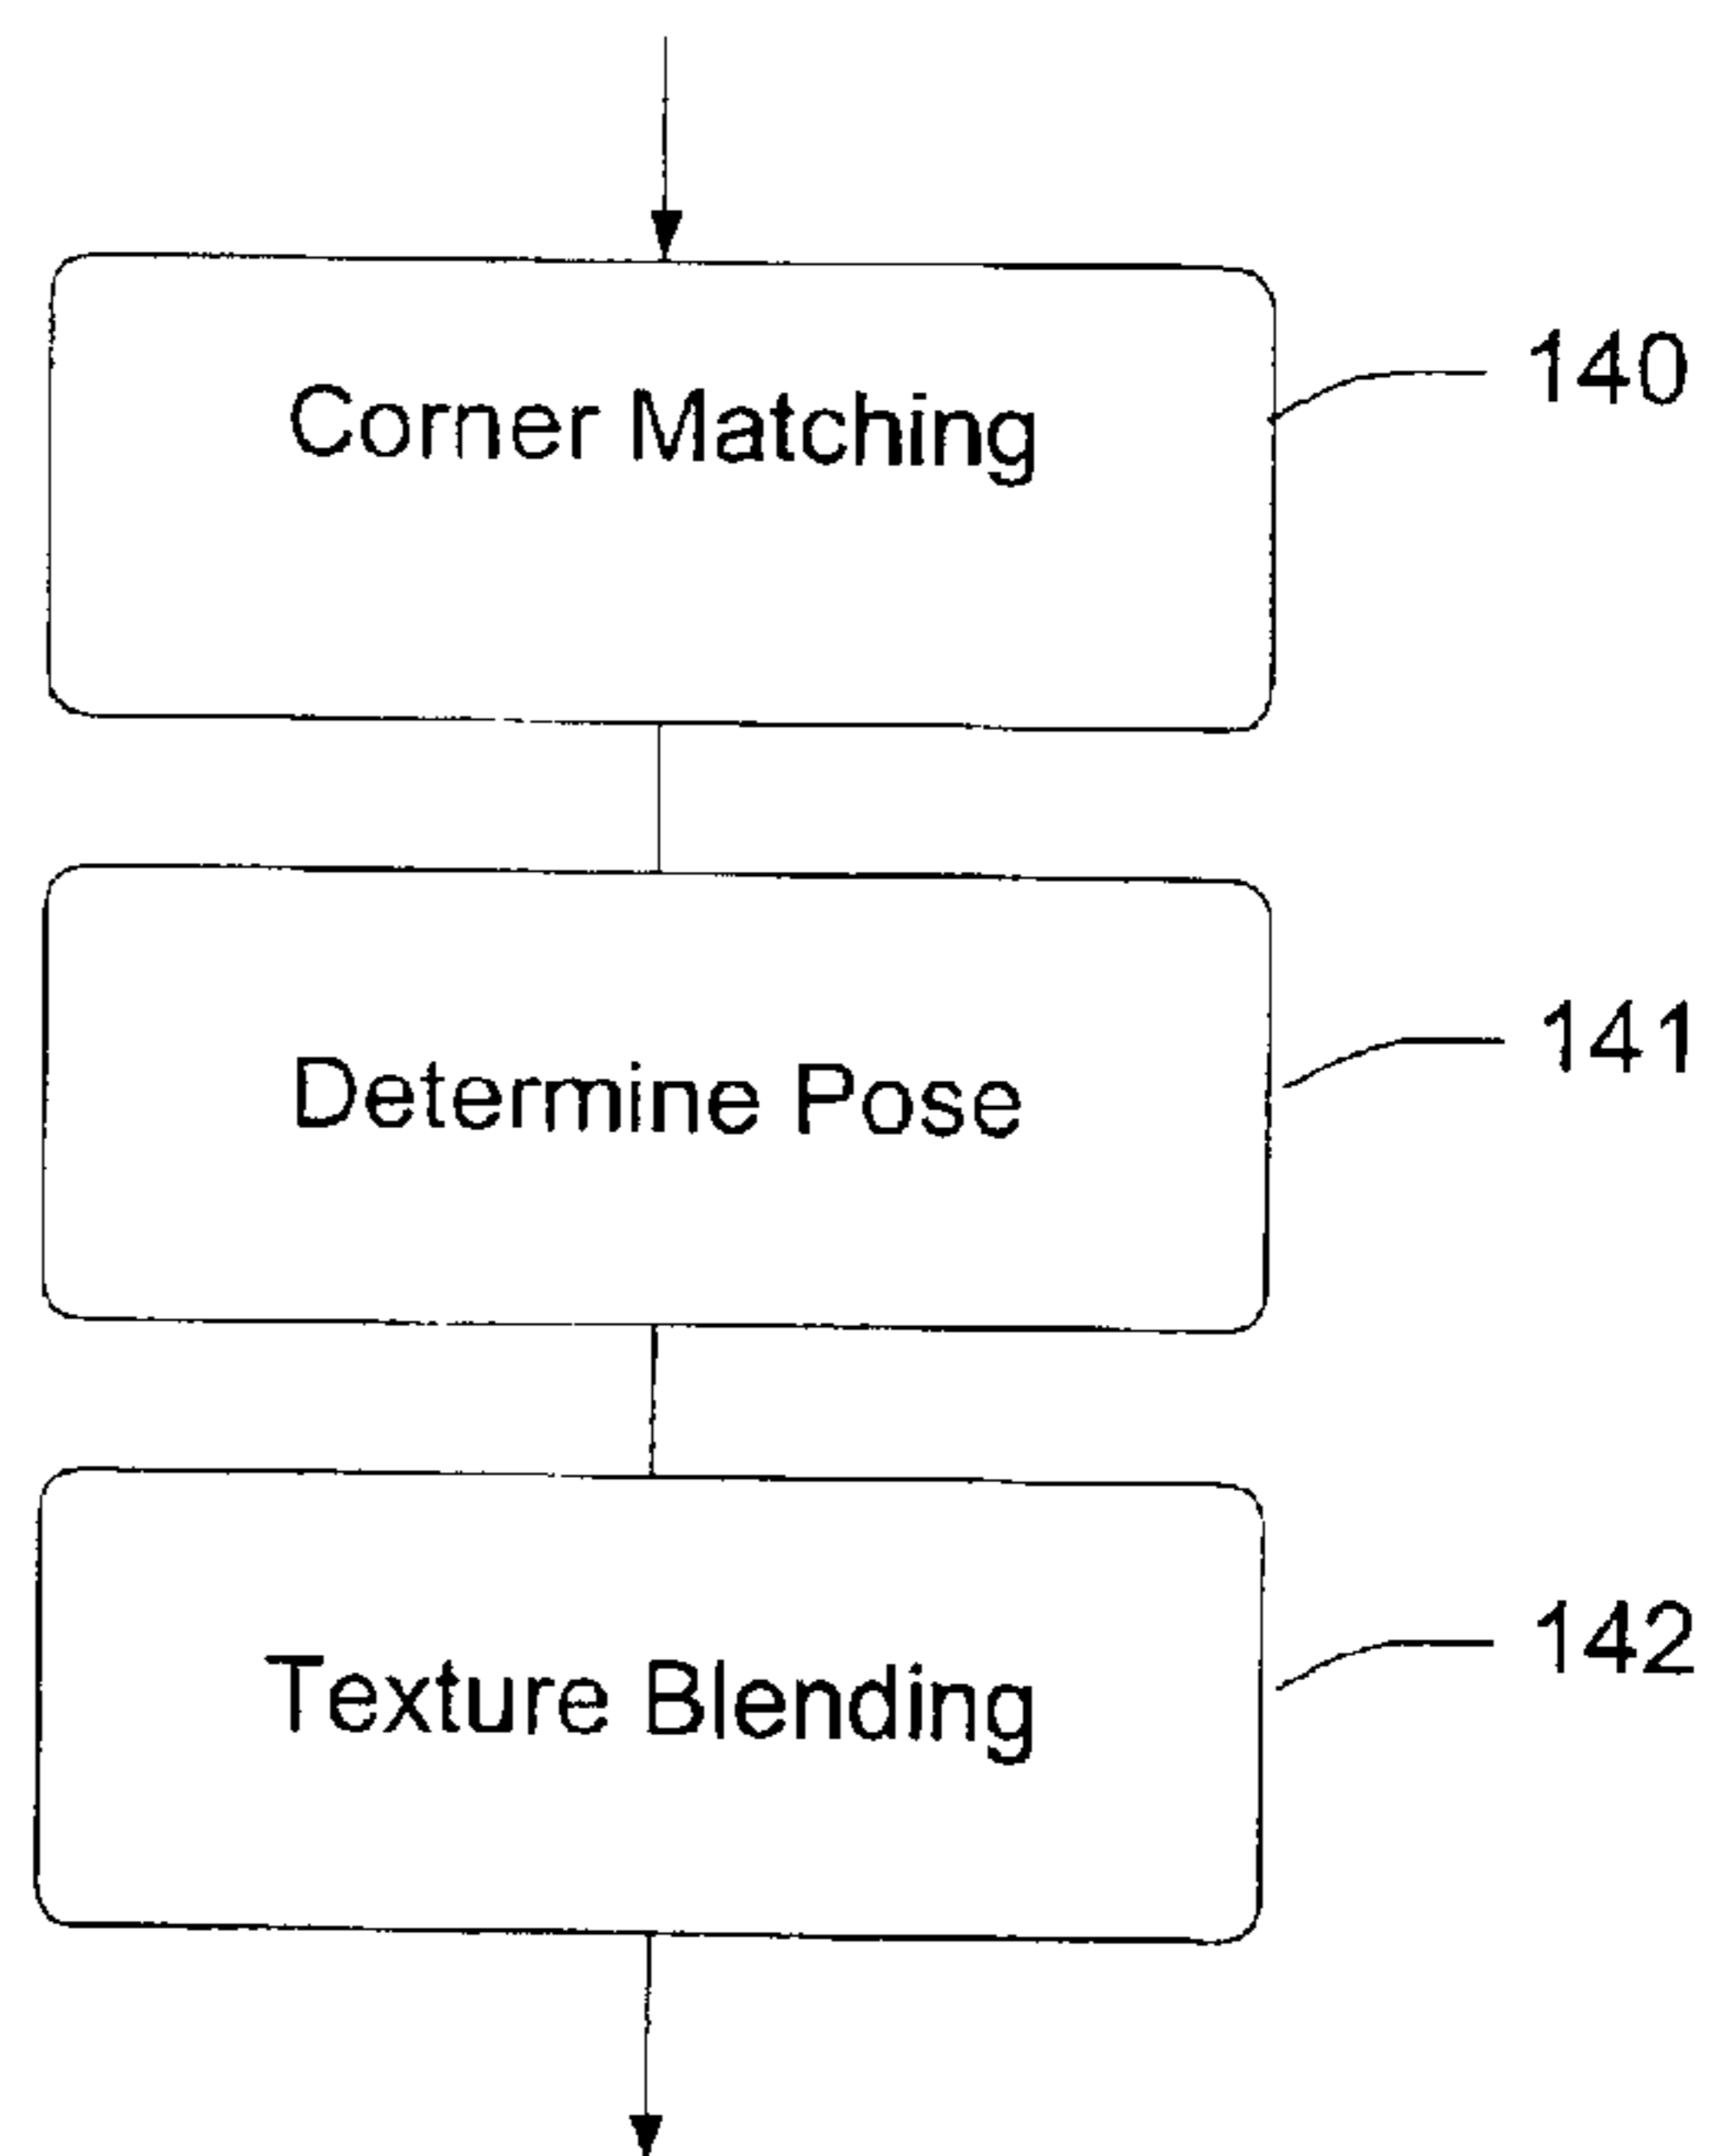 Corner Matching
140
Determine Pose
141
Texture Blending
142